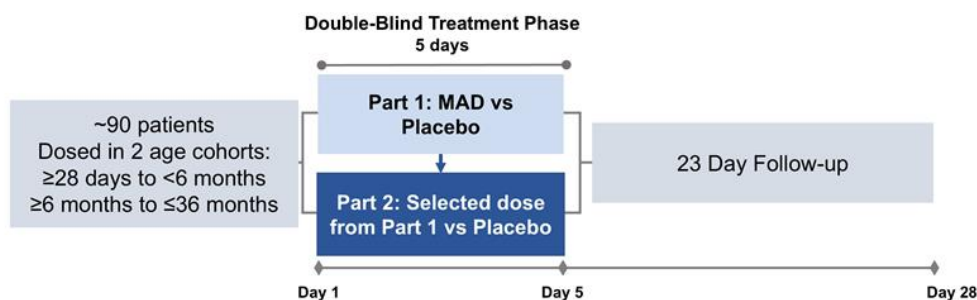 Double-Blind Treatment Phase
5 days
~90 patients
Dosed in 2 age cohorts:
≥28 days to <6 months
≥6 months to ≤36 months
Part 1: MAD vs
Placebo
Part 2: Selected dose
from Part 1 vs Placebo
23 Day Follow-up
Day 1
Day 5
Day 28